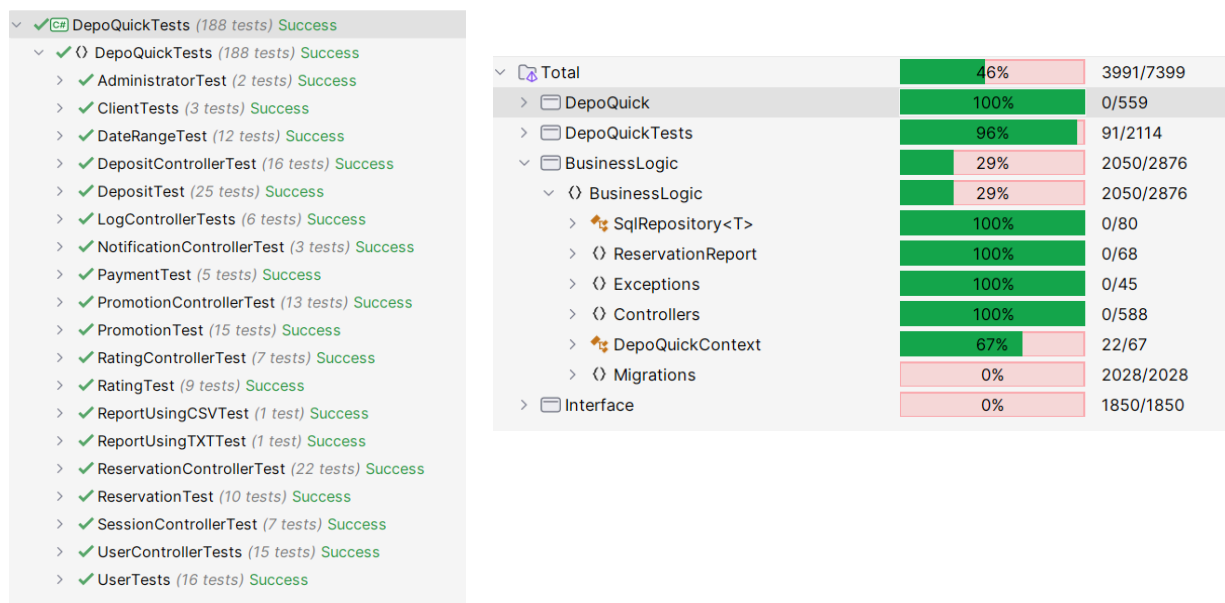 C# DepoQuickTests (188 tests) Success
DepoQuickTests (188 tests) Success
AdministratorTest (2 tests) Success
ClientTests (3 tests) Success
DateRangeTest (12 tests) Success
DepositControllerTest (16 tests) Success
DepositTest (25 tests) Success
LogControllerTests (6 tests) Success
NotificationControllerTest (3 tests) Success
PaymentTest (5 tests) Success
PromotionControllerTest (13 tests) Success
PromotionTest (15 tests) Success
RatingControllerTest (7 tests) Success
RatingTest (9 tests) Success
ReportUsingCSVTest (1 test) Success
ReportUsingTXTTest (1 test) Success
ReservationControllerTest (22 tests) Success
ReservationTest (10 tests) Success
SessionControllerTest (7 tests) Success
UserControllerTests (15 tests) Success
UserTests (16 tests) Success
Total 46% 3991/7399
DepoQuick 100% 0/559
DepoQuickTests 96% 91/2114
BusinessLogic 29% 2050/2876
BusinessLogic 29% 2050/2876
SqlRepository<T> 100% 0/80
ReservationReport 100% 0/68
Exceptions 100% 0/45
Controllers 100% 0/588
DepoQuickContext 67% 22/67
Migrations 0% 2028/2028
Interface 0% 1850/1850